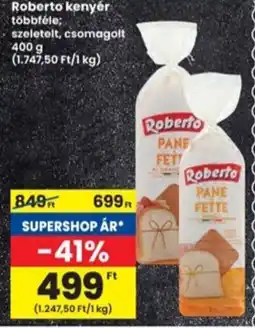 Roberto kenyér
többféle;
szeletelt, csomagolt
400 g
(1.747,50 Ft/1 kg)
Roberto
PANE
FETT
Roberto
PANE
FETTE
849 Ft 699 Ft
SUPERSHOP ÁR*
-41%
499 Ft
(1.247,50 Ft/1 kg)